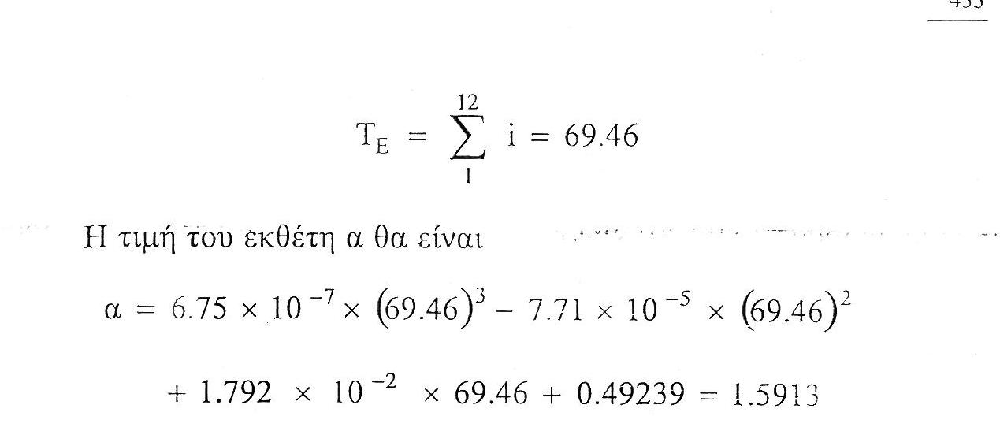 12
T_E = ∑ i = 69.46
1
Η τιμή του εκθέτη α θα είναι
α = 6.75 × 10⁻⁷ × (69.46)³ − 7.71 × 10⁻⁵ × (69.46)²
+ 1.792 × 10⁻² × 69.46 + 0.49239 = 1.5913